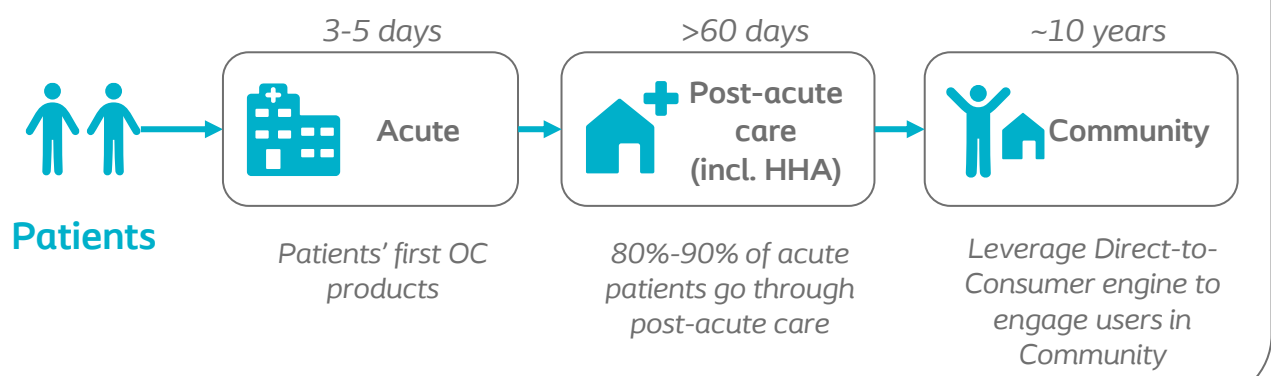 3-5 days
>60 days
~10 years
Patients
Acute
Post-acute
care
(incl. HHA)
Community
Patients' first OC
products
80%-90% of acute
patients go through
post-acute care
Leverage Direct-to-
Consumer engine to
engage users in
Community